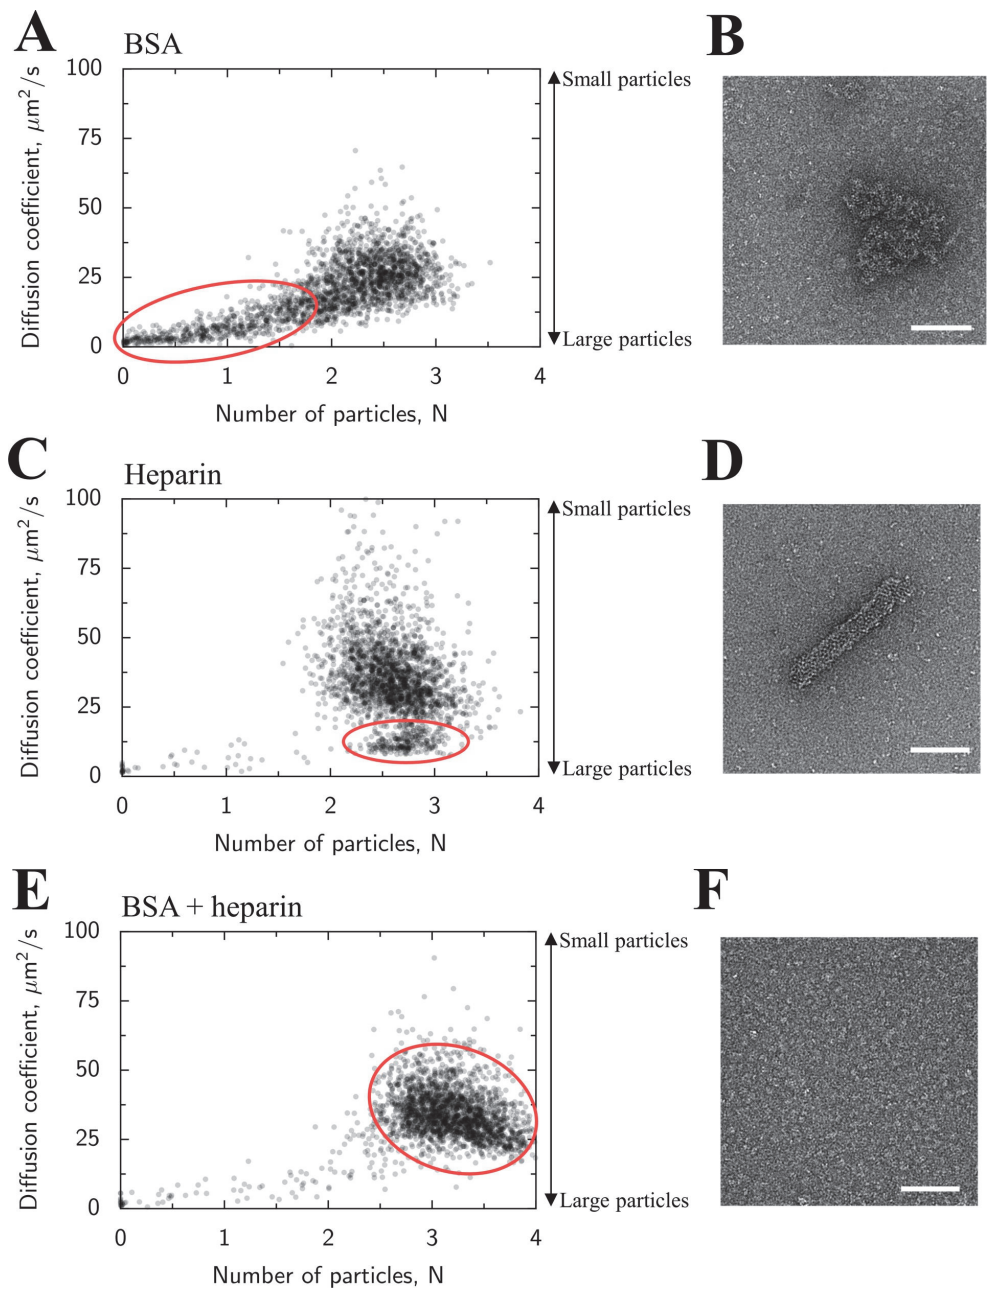 A
BSA
B
Diffusion coefficient, μm²/s
100
75
50
25
0
0 1 2 3 4
Number of particles, N
Small particles
Large particles
C
Heparin
D
Diffusion coefficient, μm²/s
100
75
50
25
0
0 1 2 3 4
Number of particles, N
Small particles
Large particles
E
BSA + heparin
F
Diffusion coefficient, μm²/s
100
75
50
25
0
0 1 2 3 4
Number of particles, N
Small particles
Large particles